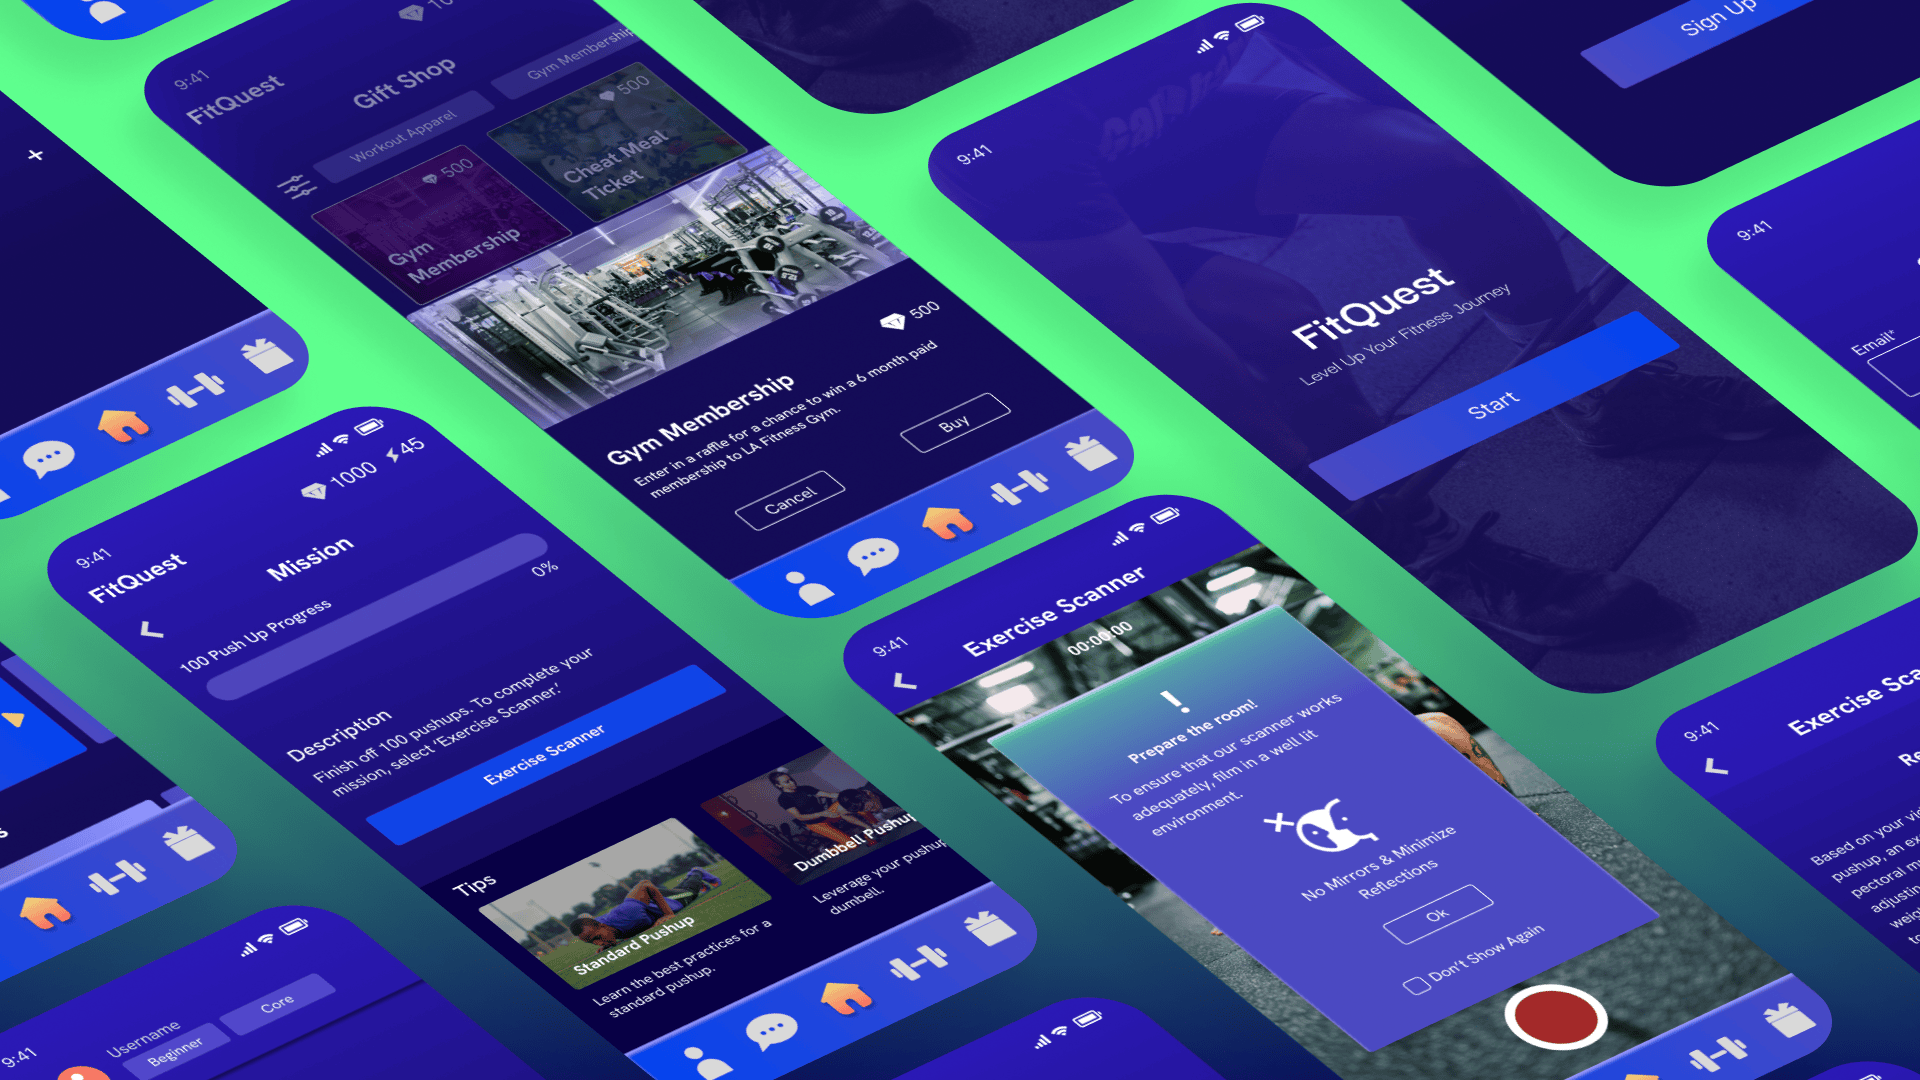 100
9:41
FitQuest
Gift Shop
Workout Apparel
Gym Membership
500
Gym
Membership
500
Cheat Meal
Ticket
500
Gym Membership
Enter in a raffle for a chance to win a 6 month paid
membership to LA Fitness Gym.
Cancel
Buy
9:41
FitQuest
Level Up Your Fitness Journey
Start
Sign Up
9:41
Email*
9:41
1000
45
FitQuest
Mission
100 Push Up Progress
0%
Description
Finish off 100 pushups. To complete your
mission, select 'Exercise Scanner.'
Exercise Scanner
Tips
Standard Pushup
Learn the best practices for a
standard pushup.
Dumbbell Pushup
Leverage your pushup
dumbell.
9:41
Exercise Scanner
00:00.00
!
Prepare the room!
To ensure that our scanner works
adequately, film in a well lit
environment.
No Mirrors & Minimize
Reflections
Ok
Don't Show Again
9:41
Exercise Sca
Re
Based on your vi
pushup, an ex
pectoral m
adjustin
weig
to
9:41
Username
Beginner
Core